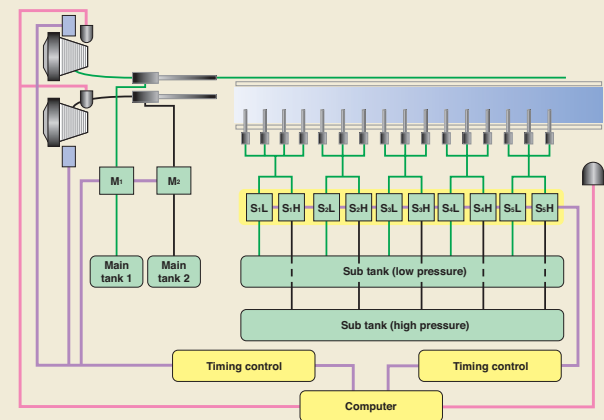 M1
M2
S1L
S1H
S2L
S2H
S3L
S3H
S4L
S4H
S5L
S5H
Main
tank 1
Main
tank 2
Sub tank (low pressure)
Sub tank (high pressure)
Timing control
Timing control
Computer